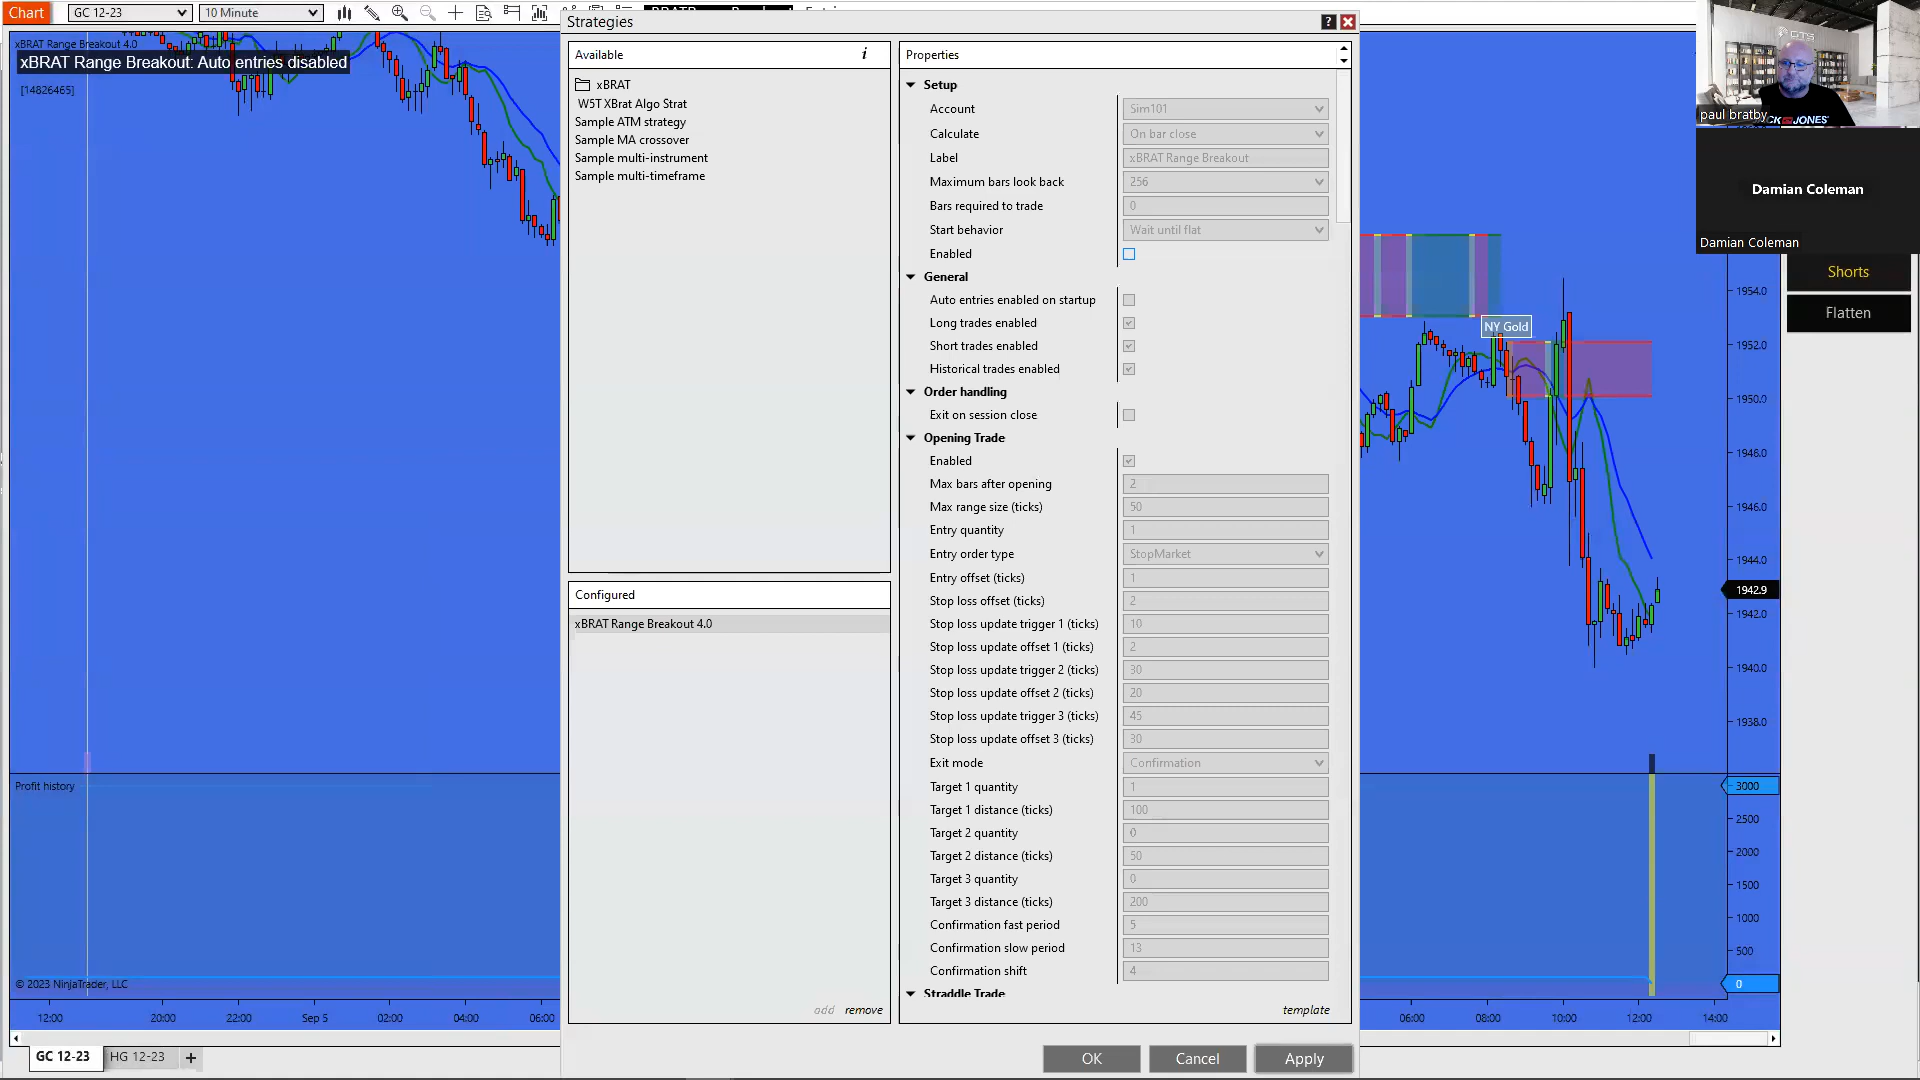 Chart
GC 12-23
10 Minute
xBRAT Range Breakout 4.0
xBRAT Range Breakout: Auto entries disabled
[14826465]
Strategies
?
Available
i
xBRAT
W5T XBrat Algo Strat
Sample ATM strategy
Sample MA crossover
Sample multi-instrument
Sample multi-timeframe
Configured
xBRAT Range Breakout 4.0
add
remove
Properties
Setup
Account
Sim101
Calculate
On bar close
Label
xBRAT Range Breakout
Maximum bars look back
256
Bars required to trade
0
Start behavior
Wait until flat
Enabled
General
Auto entries enabled on startup
Long trades enabled
Short trades enabled
Historical trades enabled
Order handling
Exit on session close
Opening Trade
Enabled
Max bars after opening
2
Max range size (ticks)
50
Entry quantity
1
Entry order type
StopMarket
Entry offset (ticks)
1
Stop loss offset (ticks)
2
Stop loss update trigger 1 (ticks)
10
Stop loss update offset 1 (ticks)
2
Stop loss update trigger 2 (ticks)
30
Stop loss update offset 2 (ticks)
20
Stop loss update trigger 3 (ticks)
45
Stop loss update offset 3 (ticks)
30
Exit mode
Confirmation
Target 1 quantity
1
Target 1 distance (ticks)
100
Target 2 quantity
0
Target 2 distance (ticks)
50
Target 3 quantity
0
Target 3 distance (ticks)
200
Confirmation fast period
5
Confirmation slow period
13
Confirmation shift
4
Straddle Trade
template
OK
Cancel
Apply
NY Gold
1954.0
1952.0
1950.0
1948.0
1946.0
1944.0
1942.9
1942.0
1940.0
1938.0
3000
2500
2000
1500
1000
500
0
GTS
paul bratby
JACK & JONES
Damian Coleman
Damian Coleman
Shorts
Flatten
Profit history
© 2023 NinjaTrader, LLC
12:00
20:00
22:00
Sep 5
02:00
04:00
06:00
06:00
08:00
10:00
12:00
14:00
GC 12-23
HG 12-23
+